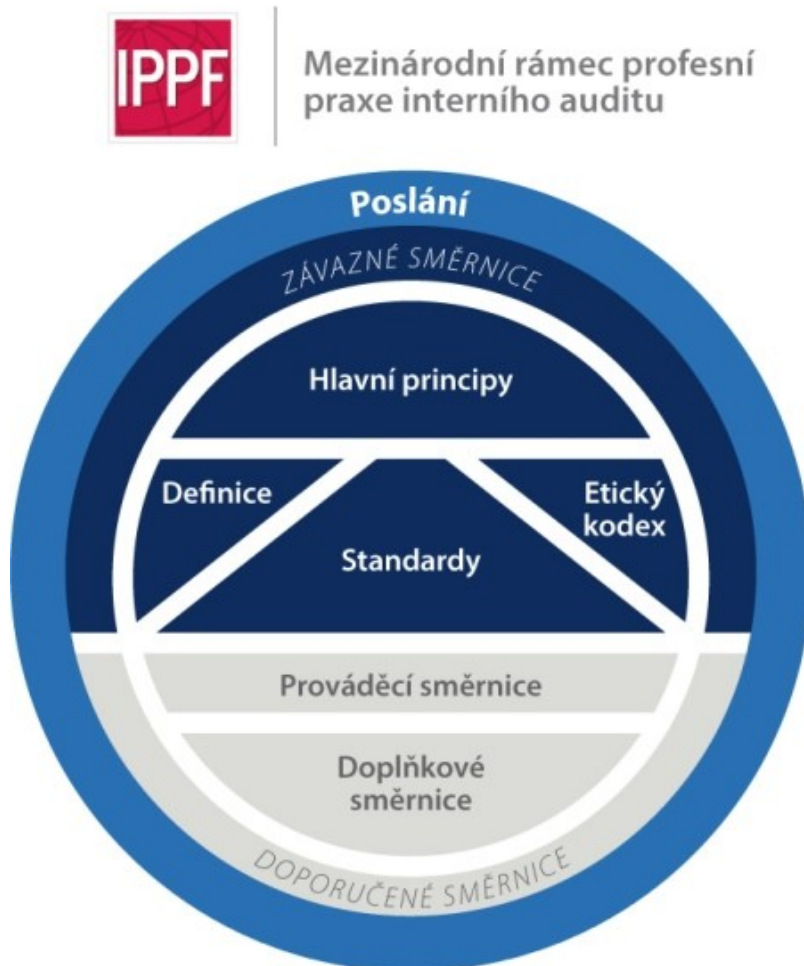 IPPF
Mezinárodní rámec profesní
praxe interního auditu
Poslání
ZÁVAZNÉ SMĚRNICE
Hlavní principy
Definice
Etický
kodex
Standardy
Prováděcí směrnice
Doplňkové
směrnice
DOPORUČENÉ SMĚRNICE